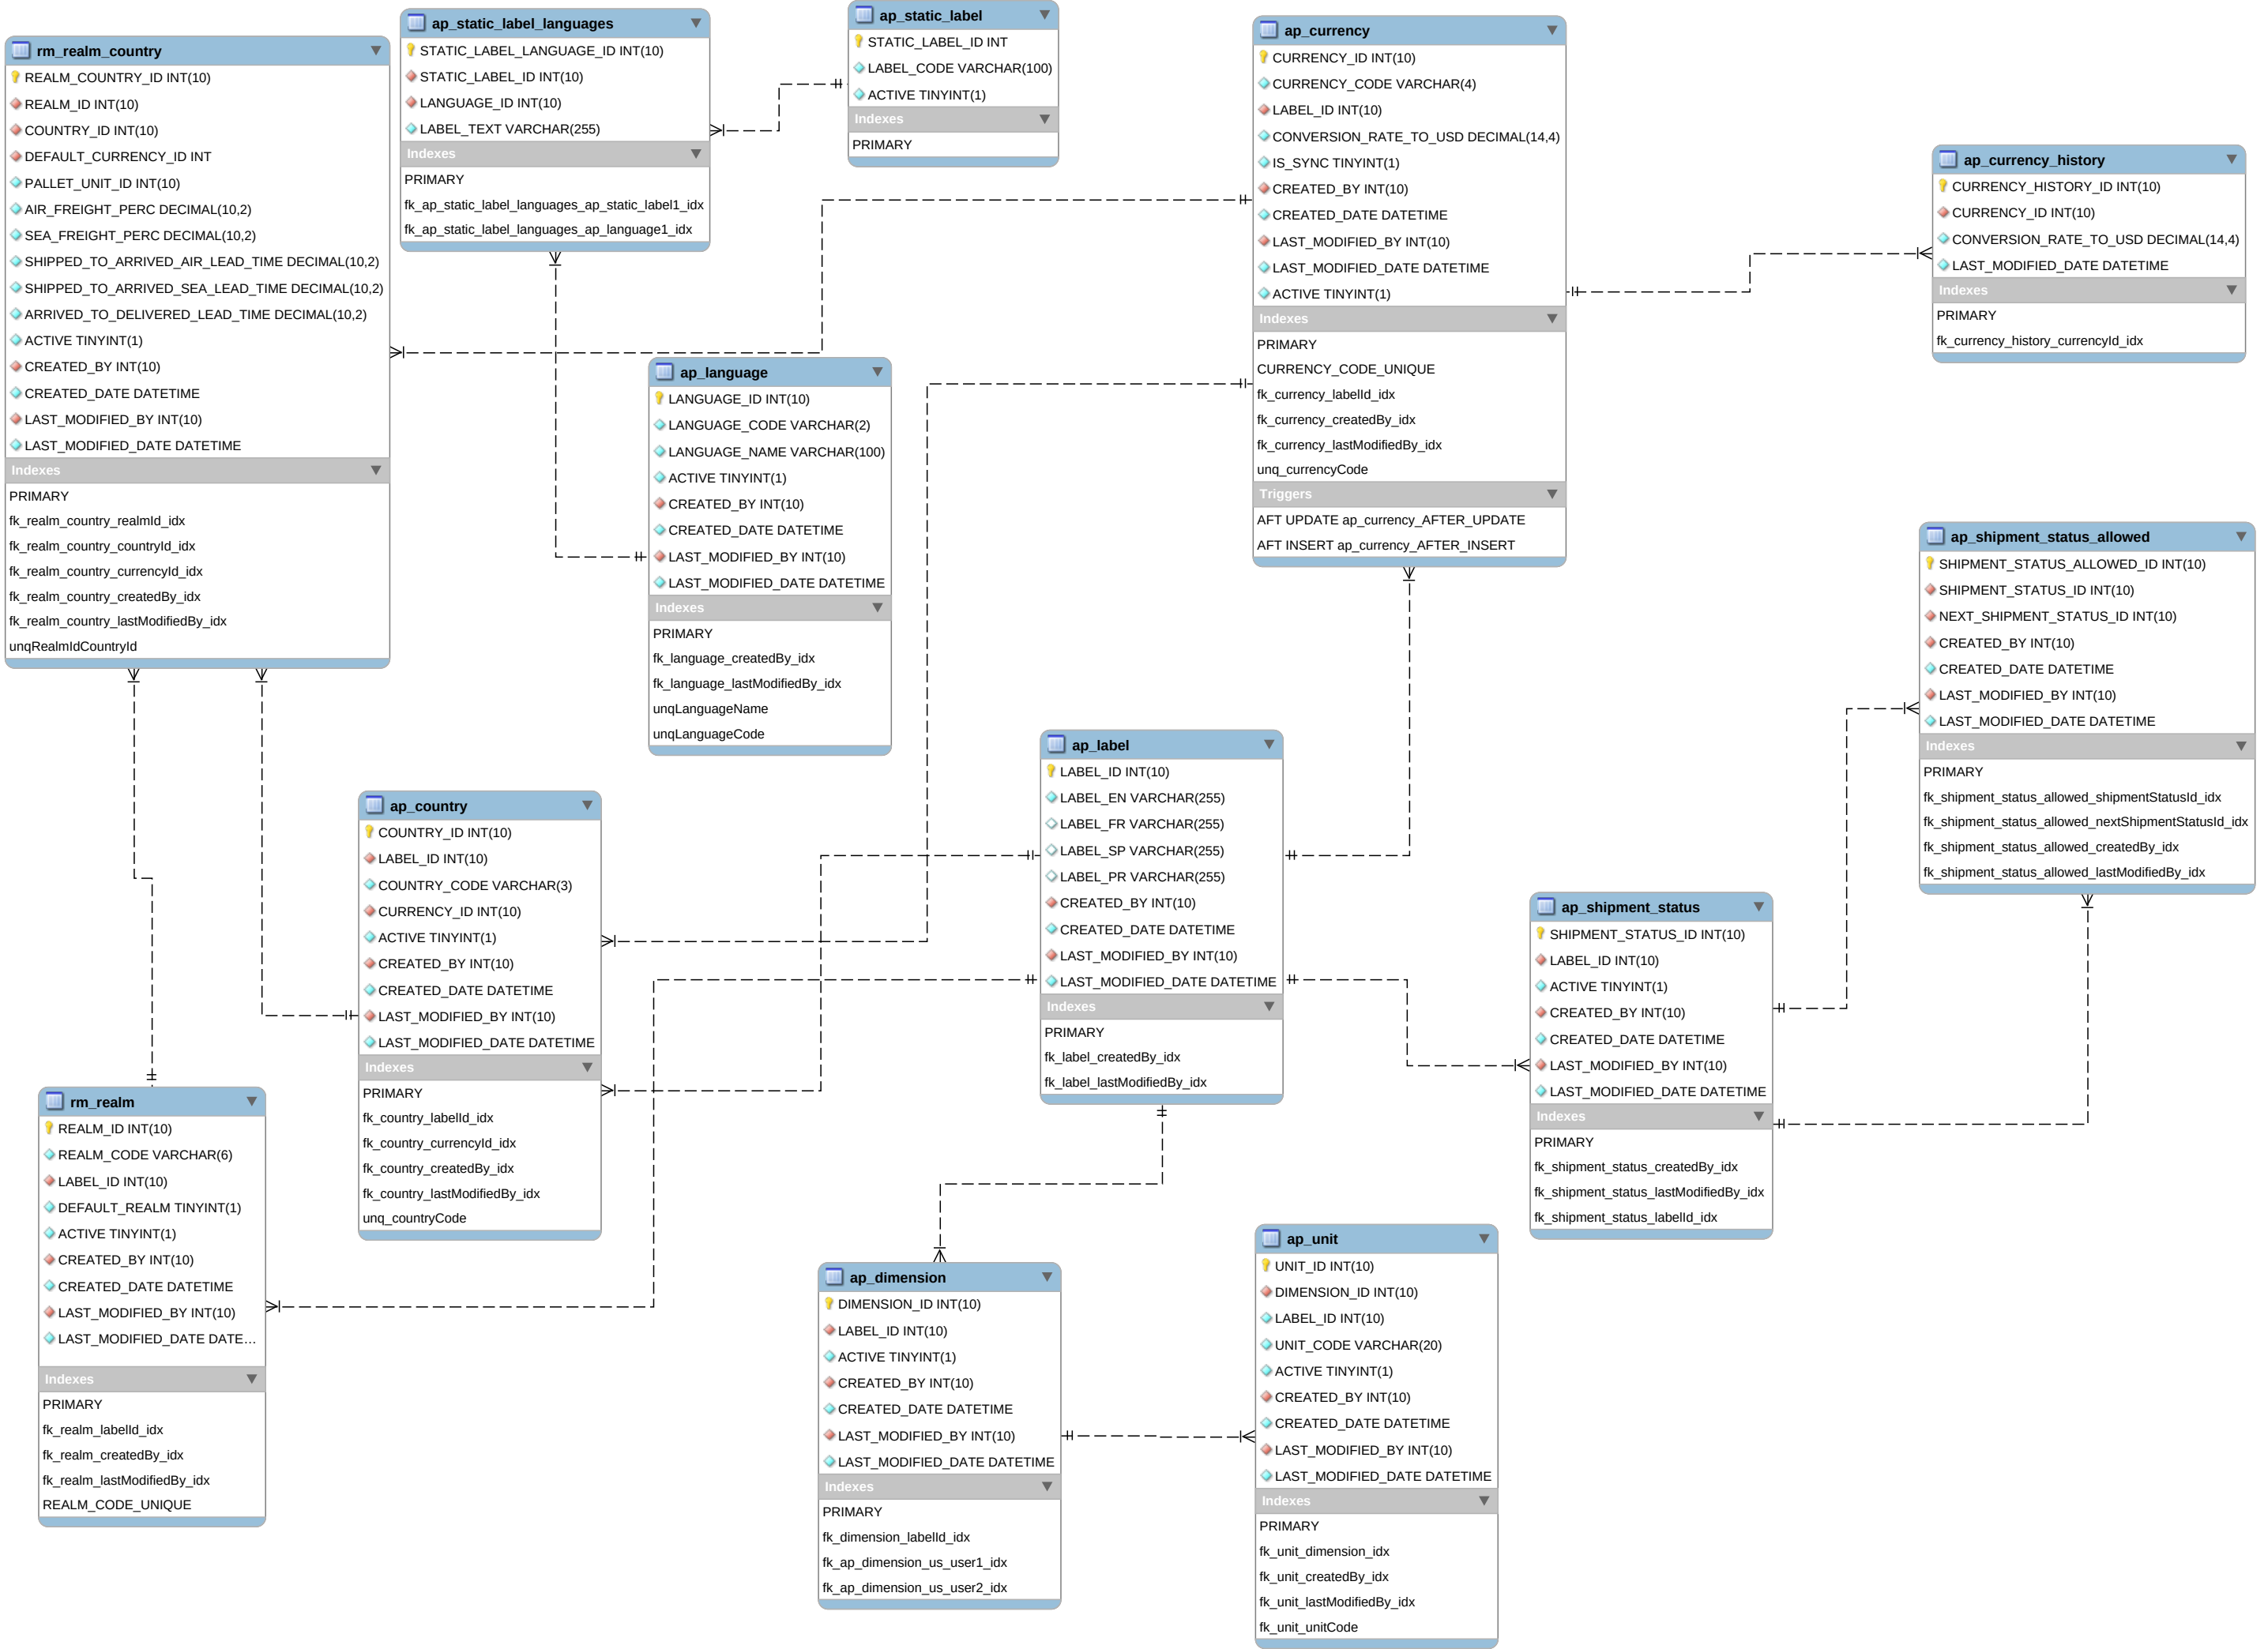 rm_realm_country
REALM_COUNTRY_ID INT(10)
REALM_ID INT(10)
COUNTRY_ID INT(10)
DEFAULT_CURRENCY_ID INT
PALLET_UNIT_ID INT(10)
AIR_FREIGHT_PERC DECIMAL(10,2)
SEA_FREIGHT_PERC DECIMAL(10,2)
SHIPPED_TO_ARRIVED_AIR_LEAD_TIME DECIMAL(10,2)
SHIPPED_TO_ARRIVED_SEA_LEAD_TIME DECIMAL(10,2)
ARRIVED_TO_DELIVERED_LEAD_TIME DECIMAL(10,2)
ACTIVE TINYINT(1)
CREATED_BY INT(10)
CREATED_DATE DATETIME
LAST_MODIFIED_BY INT(10)
LAST_MODIFIED_DATE DATETIME
Indexes
PRIMARY
fk_realm_country_realmId_idx
fk_realm_country_countryId_idx
fk_realm_country_currencyId_idx
fk_realm_country_createdBy_idx
fk_realm_country_lastModifiedBy_idx
unqRealmIdCountryId
ap_static_label_languages
STATIC_LABEL_LANGUAGE_ID INT(10)
STATIC_LABEL_ID INT(10)
LANGUAGE_ID INT(10)
LABEL_TEXT VARCHAR(255)
Indexes
PRIMARY
fk_ap_static_label_languages_ap_static_label1_idx
fk_ap_static_label_languages_ap_language1_idx
ap_static_label
STATIC_LABEL_ID INT
LABEL_CODE VARCHAR(100)
ACTIVE TINYINT(1)
Indexes
PRIMARY
ap_currency
CURRENCY_ID INT(10)
CURRENCY_CODE VARCHAR(4)
LABEL_ID INT(10)
CONVERSION_RATE_TO_USD DECIMAL(14,4)
IS_SYNC TINYINT(1)
CREATED_BY INT(10)
CREATED_DATE DATETIME
LAST_MODIFIED_BY INT(10)
LAST_MODIFIED_DATE DATETIME
ACTIVE TINYINT(1)
Indexes
PRIMARY
CURRENCY_CODE_UNIQUE
fk_currency_labelId_idx
fk_currency_createdBy_idx
fk_currency_lastModifiedBy_idx
unq_currencyCode
Triggers
AFT UPDATE ap_currency_AFTER_UPDATE
AFT INSERT ap_currency_AFTER_INSERT
ap_currency_history
CURRENCY_HISTORY_ID INT(10)
CURRENCY_ID INT(10)
CONVERSION_RATE_TO_USD DECIMAL(14,4)
LAST_MODIFIED_DATE DATETIME
Indexes
PRIMARY
fk_currency_history_currencyId_idx
ap_language
LANGUAGE_ID INT(10)
LANGUAGE_CODE VARCHAR(2)
LANGUAGE_NAME VARCHAR(100)
ACTIVE TINYINT(1)
CREATED_BY INT(10)
CREATED_DATE DATETIME
LAST_MODIFIED_BY INT(10)
LAST_MODIFIED_DATE DATETIME
Indexes
PRIMARY
fk_language_createdBy_idx
fk_language_lastModifiedBy_idx
unqLanguageName
unqLanguageCode
ap_shipment_status_allowed
SHIPMENT_STATUS_ALLOWED_ID INT(10)
SHIPMENT_STATUS_ID INT(10)
NEXT_SHIPMENT_STATUS_ID INT(10)
CREATED_BY INT(10)
CREATED_DATE DATETIME
LAST_MODIFIED_BY INT(10)
LAST_MODIFIED_DATE DATETIME
Indexes
PRIMARY
fk_shipment_status_allowed_shipmentStatusId_idx
fk_shipment_status_allowed_nextShipmentStatusId_idx
fk_shipment_status_allowed_createdBy_idx
fk_shipment_status_allowed_lastModifiedBy_idx
ap_label
LABEL_ID INT(10)
LABEL_EN VARCHAR(255)
LABEL_FR VARCHAR(255)
LABEL_SP VARCHAR(255)
LABEL_PR VARCHAR(255)
CREATED_BY INT(10)
CREATED_DATE DATETIME
LAST_MODIFIED_BY INT(10)
LAST_MODIFIED_DATE DATETIME
Indexes
PRIMARY
fk_label_createdBy_idx
fk_label_lastModifiedBy_idx
ap_country
COUNTRY_ID INT(10)
LABEL_ID INT(10)
COUNTRY_CODE VARCHAR(3)
CURRENCY_ID INT(10)
ACTIVE TINYINT(1)
CREATED_BY INT(10)
CREATED_DATE DATETIME
LAST_MODIFIED_BY INT(10)
LAST_MODIFIED_DATE DATETIME
Indexes
PRIMARY
fk_country_labelId_idx
fk_country_currencyId_idx
fk_country_createdBy_idx
fk_country_lastModifiedBy_idx
unq_countryCode
ap_shipment_status
SHIPMENT_STATUS_ID INT(10)
LABEL_ID INT(10)
ACTIVE TINYINT(1)
CREATED_BY INT(10)
CREATED_DATE DATETIME
LAST_MODIFIED_BY INT(10)
LAST_MODIFIED_DATE DATETIME
Indexes
PRIMARY
fk_shipment_status_createdBy_idx
fk_shipment_status_lastModifiedBy_idx
fk_shipment_status_labelId_idx
rm_realm
REALM_ID INT(10)
REALM_CODE VARCHAR(6)
LABEL_ID INT(10)
DEFAULT_REALM TINYINT(1)
ACTIVE TINYINT(1)
CREATED_BY INT(10)
CREATED_DATE DATETIME
LAST_MODIFIED_BY INT(10)
LAST_MODIFIED_DATE DATE…
Indexes
PRIMARY
fk_realm_labelId_idx
fk_realm_createdBy_idx
fk_realm_lastModifiedBy_idx
REALM_CODE_UNIQUE
ap_dimension
DIMENSION_ID INT(10)
LABEL_ID INT(10)
ACTIVE TINYINT(1)
CREATED_BY INT(10)
CREATED_DATE DATETIME
LAST_MODIFIED_BY INT(10)
LAST_MODIFIED_DATE DATETIME
Indexes
PRIMARY
fk_dimension_labelId_idx
fk_ap_dimension_us_user1_idx
fk_ap_dimension_us_user2_idx
ap_unit
UNIT_ID INT(10)
DIMENSION_ID INT(10)
LABEL_ID INT(10)
UNIT_CODE VARCHAR(20)
ACTIVE TINYINT(1)
CREATED_BY INT(10)
CREATED_DATE DATETIME
LAST_MODIFIED_BY INT(10)
LAST_MODIFIED_DATE DATETIME
Indexes
PRIMARY
fk_unit_dimension_idx
fk_unit_createdBy_idx
fk_unit_lastModifiedBy_idx
fk_unit_unitCode